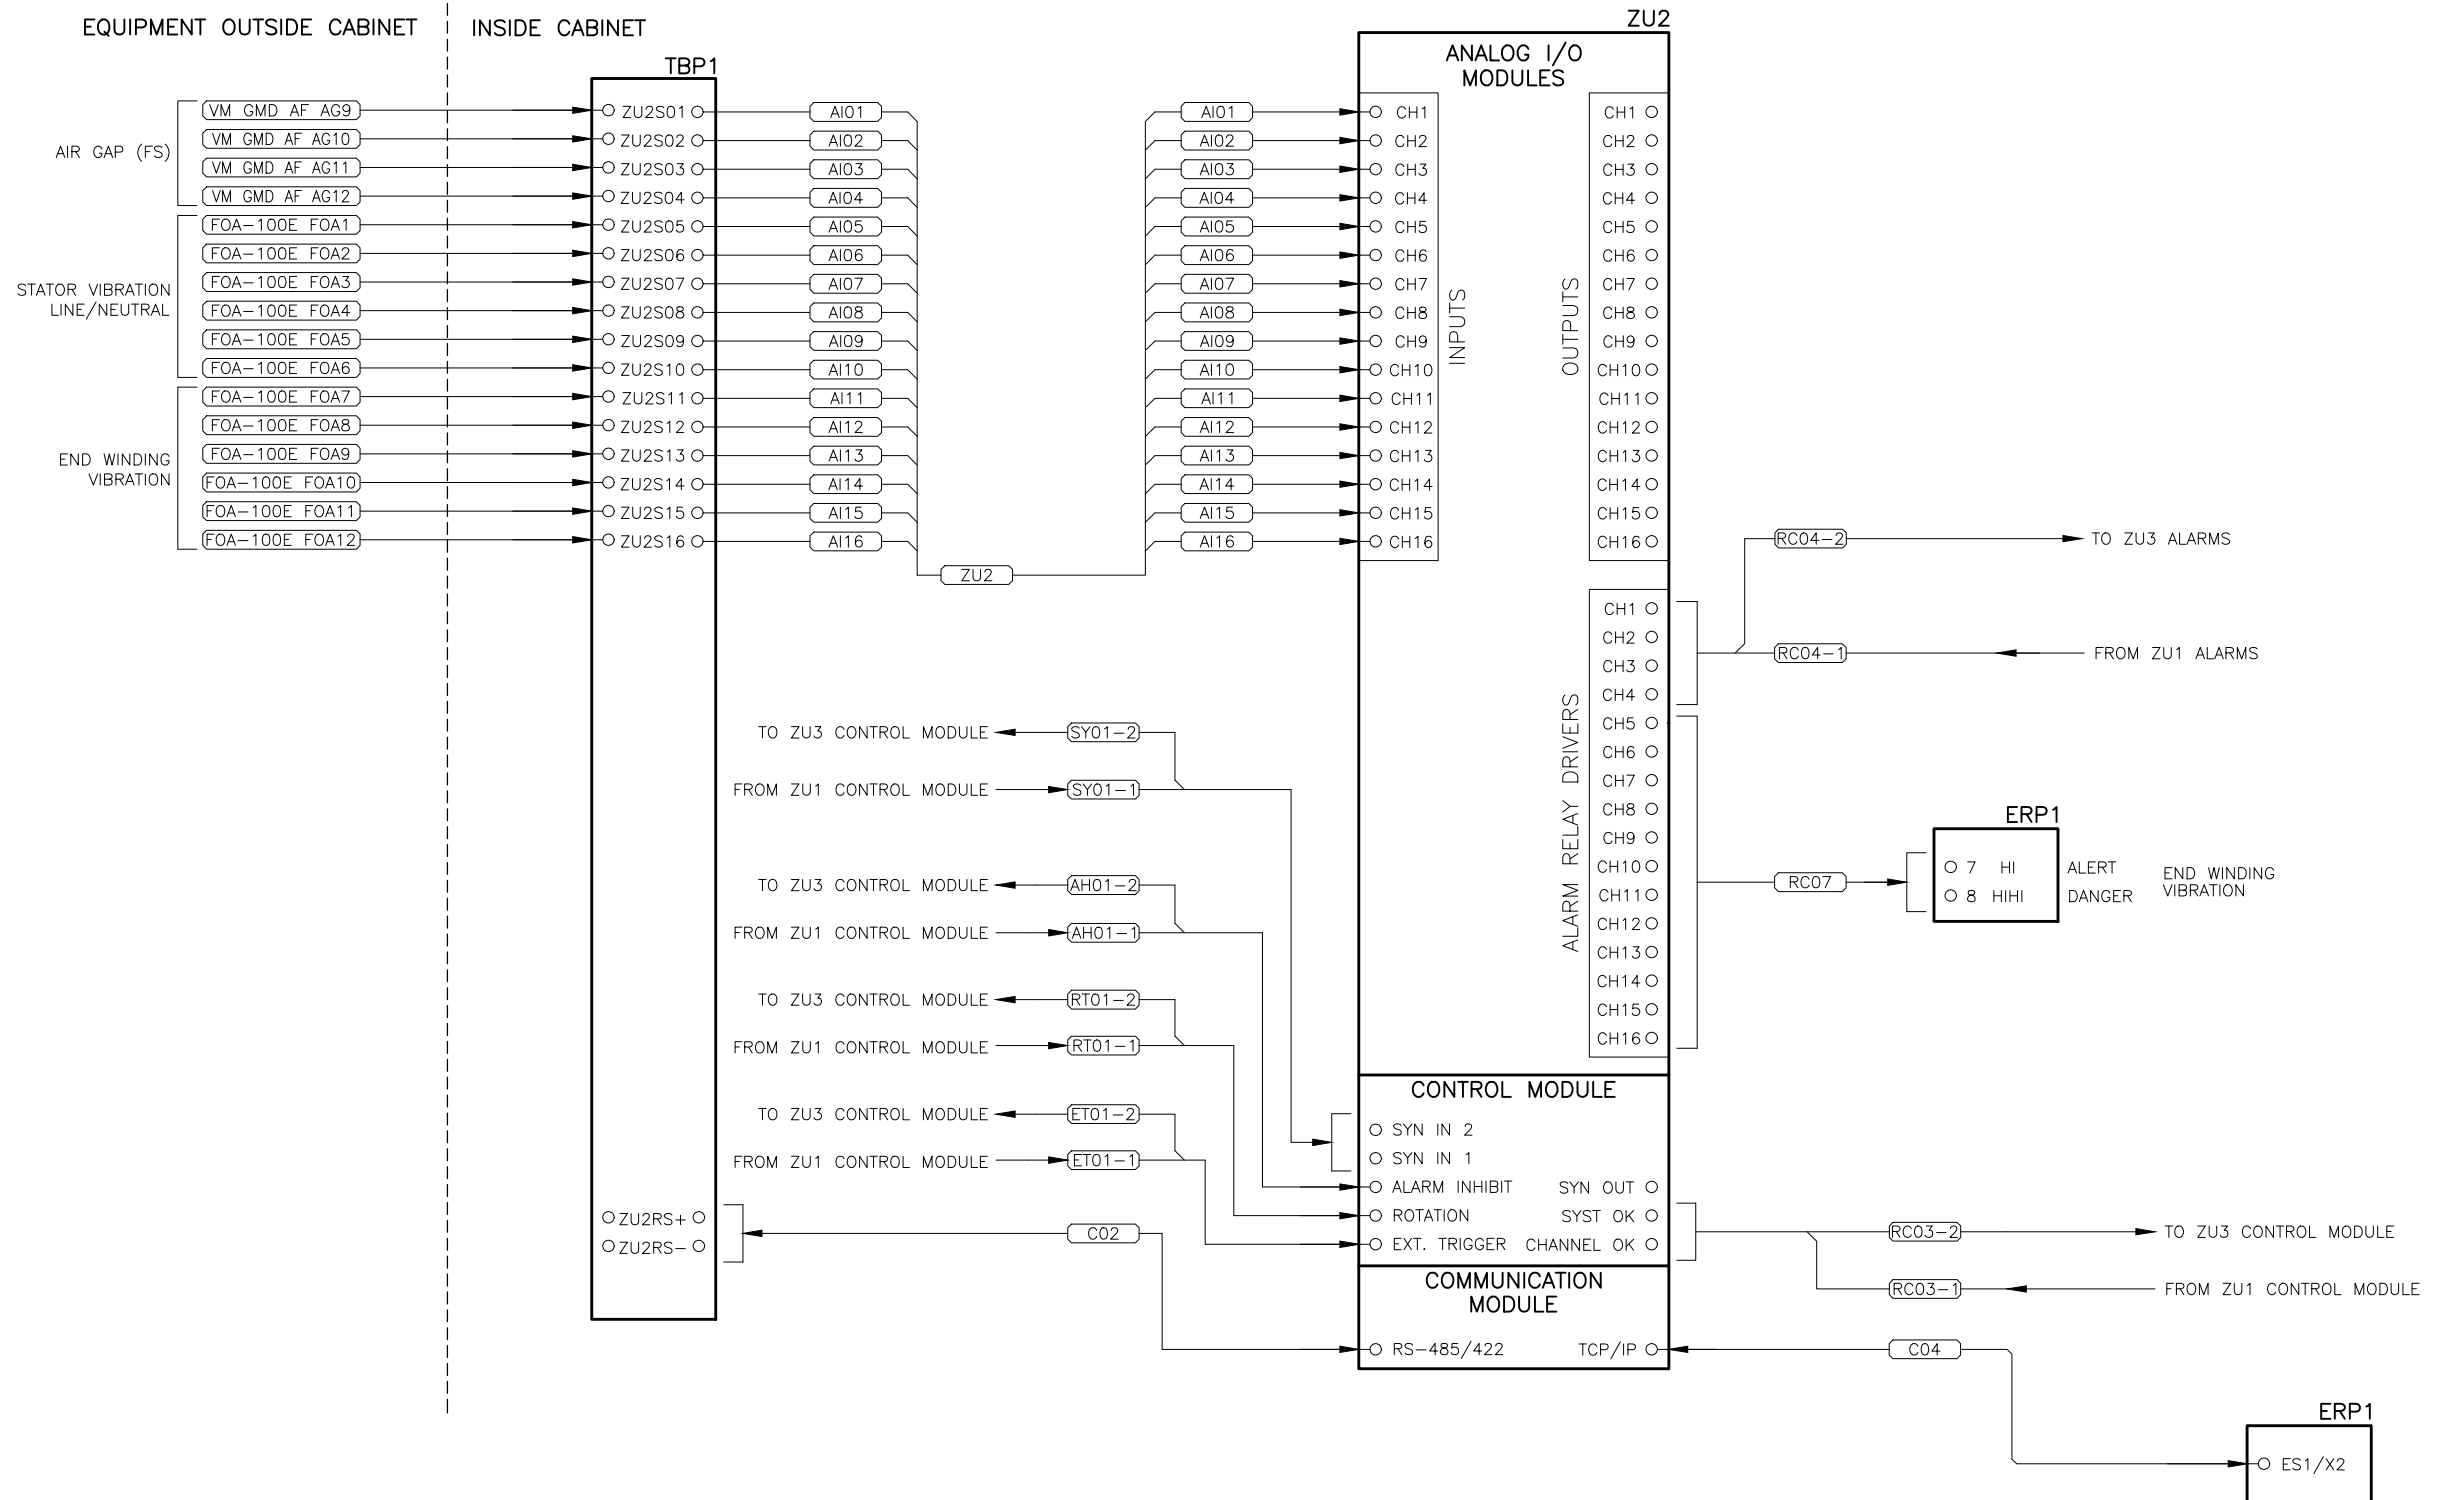 EQUIPMENT OUTSIDE CABINET
INSIDE CABINET
TBP1
AIR GAP (FS)
VM GMD AF AG9
VM GMD AF AG10
VM GMD AF AG11
VM GMD AF AG12
STATOR VIBRATION
LINE/NEUTRAL
FOA-100E FOA1
FOA-100E FOA2
FOA-100E FOA3
FOA-100E FOA4
FOA-100E FOA5
FOA-100E FOA6
END WINDING
VIBRATION
FOA-100E FOA7
FOA-100E FOA8
FOA-100E FOA9
FOA-100E FOA10
FOA-100E FOA11
FOA-100E FOA12
ZU2S01
ZU2S02
ZU2S03
ZU2S04
ZU2S05
ZU2S06
ZU2S07
ZU2S08
ZU2S09
ZU2S10
ZU2S11
ZU2S12
ZU2S13
ZU2S14
ZU2S15
ZU2S16
ZU2RS+
ZU2RS-
AI01
AI02
AI03
AI04
AI05
AI06
AI07
AI08
AI09
AI10
AI11
AI12
AI13
AI14
AI15
AI16
ZU2
AI01
AI02
AI03
AI04
AI05
AI06
AI07
AI08
AI09
AI10
AI11
AI12
AI13
AI14
AI15
AI16
TO ZU3 CONTROL MODULE
SY01-2
FROM ZU1 CONTROL MODULE
SY01-1
TO ZU3 CONTROL MODULE
AH01-2
FROM ZU1 CONTROL MODULE
AH01-1
TO ZU3 CONTROL MODULE
RT01-2
FROM ZU1 CONTROL MODULE
RT01-1
TO ZU3 CONTROL MODULE
ET01-2
FROM ZU1 CONTROL MODULE
ET01-1
C02
ZU2
ANALOG I/O
MODULES
CH1
CH2
CH3
CH4
CH5
CH6
CH7
CH8
CH9
CH10
CH11
CH12
CH13
CH14
CH15
CH16
INPUTS
OUTPUTS
CH1
CH2
CH3
CH4
CH5
CH6
CH7
CH8
CH9
CH10
CH11
CH12
CH13
CH14
CH15
CH16
ALARM RELAY DRIVERS
CH1
CH2
CH3
CH4
CH5
CH6
CH7
CH8
CH9
CH10
CH11
CH12
CH13
CH14
CH15
CH16
CONTROL MODULE
SYN IN 2
SYN IN 1
ALARM INHIBIT
SYN OUT
ROTATION
SYST OK
EXT. TRIGGER
CHANNEL OK
COMMUNICATION
MODULE
RS-485/422
TCP/IP
RC04-2
TO ZU3 ALARMS
RC04-1
FROM ZU1 ALARMS
RC07
ERP1
7 HI
ALERT
8 HIHI
DANGER
END WINDING
VIBRATION
RC03-2
TO ZU3 CONTROL MODULE
RC03-1
FROM ZU1 CONTROL MODULE
C04
ERP1
ES1/X2